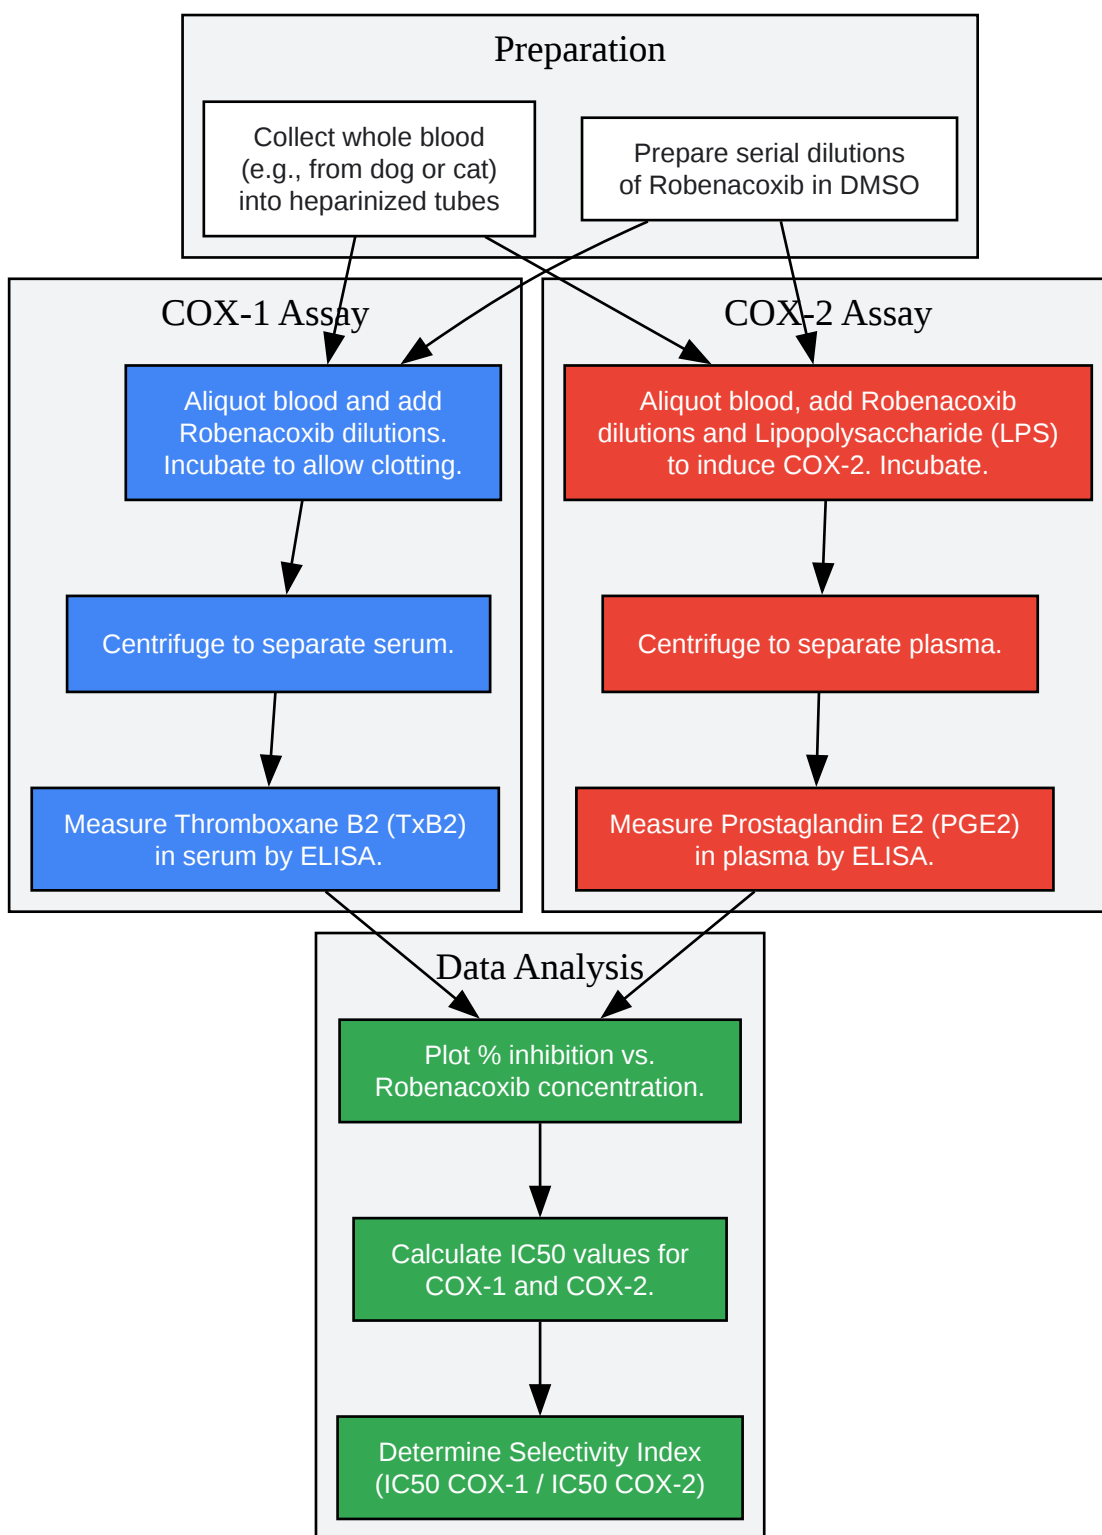 Preparation
Collect whole blood
(e.g., from dog or cat)
into heparinized tubes
Prepare serial dilutions
of Robenacoxib in DMSO
COX-1 Assay
Aliquot blood and add
Robenacoxib dilutions.
Incubate to allow clotting.
Centrifuge to separate serum.
Measure Thromboxane B2 (TxB2)
in serum by ELISA.
COX-2 Assay
Aliquot blood, add Robenacoxib
dilutions and Lipopolysaccharide (LPS)
to induce COX-2. Incubate.
Centrifuge to separate plasma.
Measure Prostaglandin E2 (PGE2)
in plasma by ELISA.
Data Analysis
Plot % inhibition vs.
Robenacoxib concentration.
Calculate IC50 values for
COX-1 and COX-2.
Determine Selectivity Index
(IC50 COX-1 / IC50 COX-2)